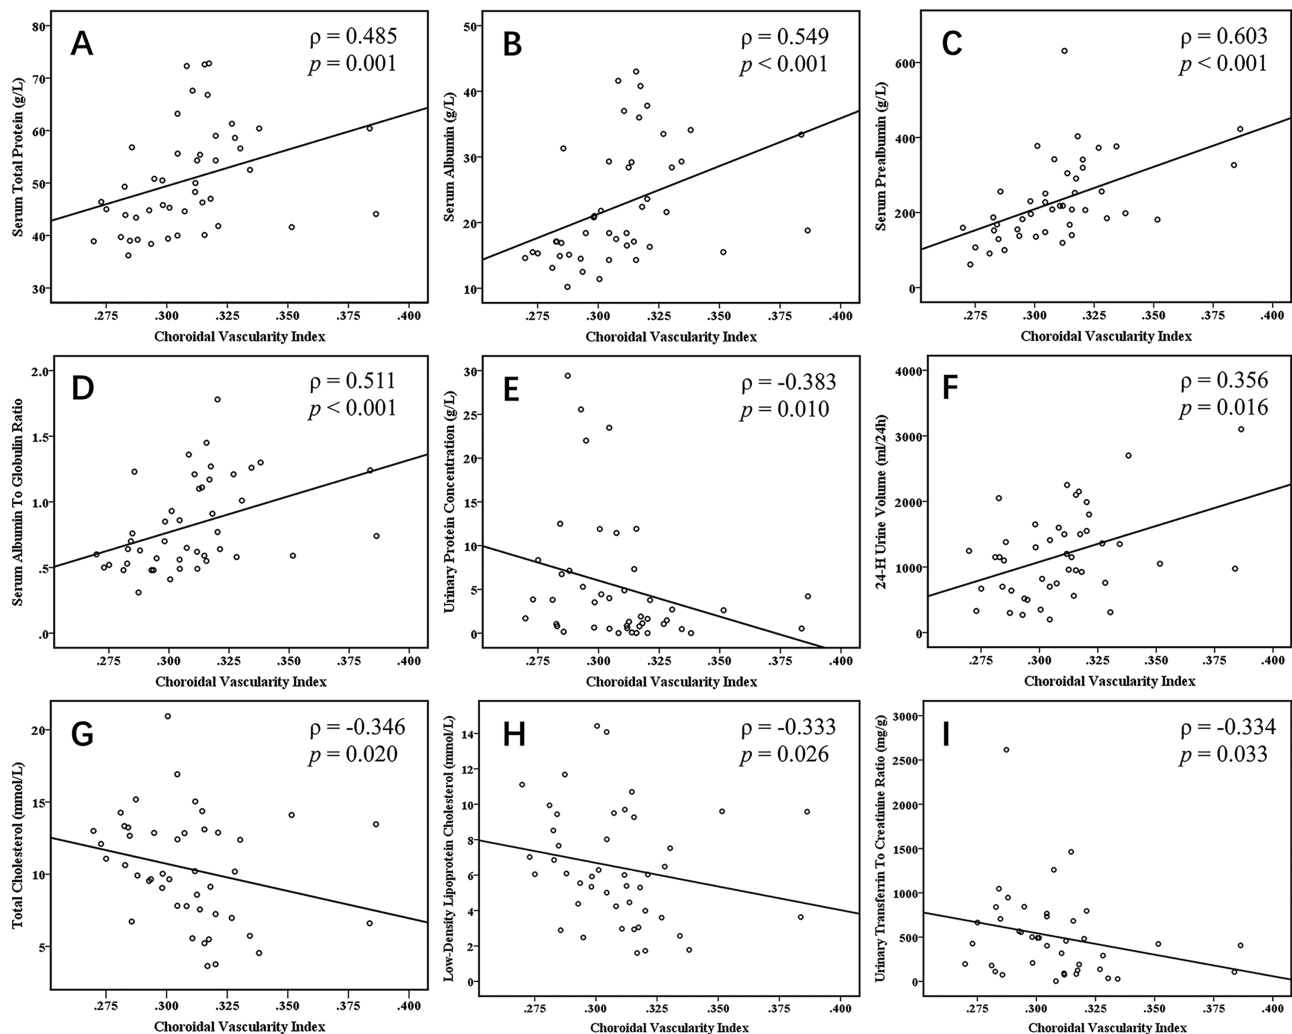 A
ρ = 0.485
p = 0.001
Serum Total Protein (g/L)
80
70
60
50
40
30
.275 .300 .325 .350 .375 .400
Choroidal Vascularity Index
B
ρ = 0.549
p < 0.001
Serum Albumin (g/L)
50
40
30
20
10
.275 .300 .325 .350 .375 .400
Choroidal Vascularity Index
C
ρ = 0.603
p < 0.001
Serum Prealbumin (g/L)
600
400
200
0
.275 .300 .325 .350 .375 .400
Choroidal Vascularity Index
D
ρ = 0.511
p < 0.001
Serum Albumin To Globulin Ratio
2.0
1.5
1.0
.5
.0
.275 .300 .325 .350 .375 .400
Choroidal Vascularity Index
E
ρ = -0.383
p = 0.010
Urinary Protein Concentration (g/L)
30
25
20
15
10
5
0
.275 .300 .325 .350 .375 .400
Choroidal Vascularity Index
F
ρ = 0.356
p = 0.016
24-H Urine Volume (ml/24h)
4000
3000
2000
1000
0
.275 .300 .325 .350 .375 .400
Choroidal Vascularity Index
G
ρ = -0.346
p = 0.020
Total Cholesterol (mmol/L)
20
15
10
5
.275 .300 .325 .350 .375 .400
Choroidal Vascularity Index
H
ρ = -0.333
p = 0.026
Low-Density Lipoprotein Cholesterol (mmol/L)
14
12
10
8
6
4
2
0
.275 .300 .325 .350 .375 .400
Choroidal Vascularity Index
I
ρ = -0.334
p = 0.033
Urinary Transferrin To Creatinine Ratio (mg/g)
3000
2500
2000
1500
1000
500
0
.275 .300 .325 .350 .375 .400
Choroidal Vascularity Index